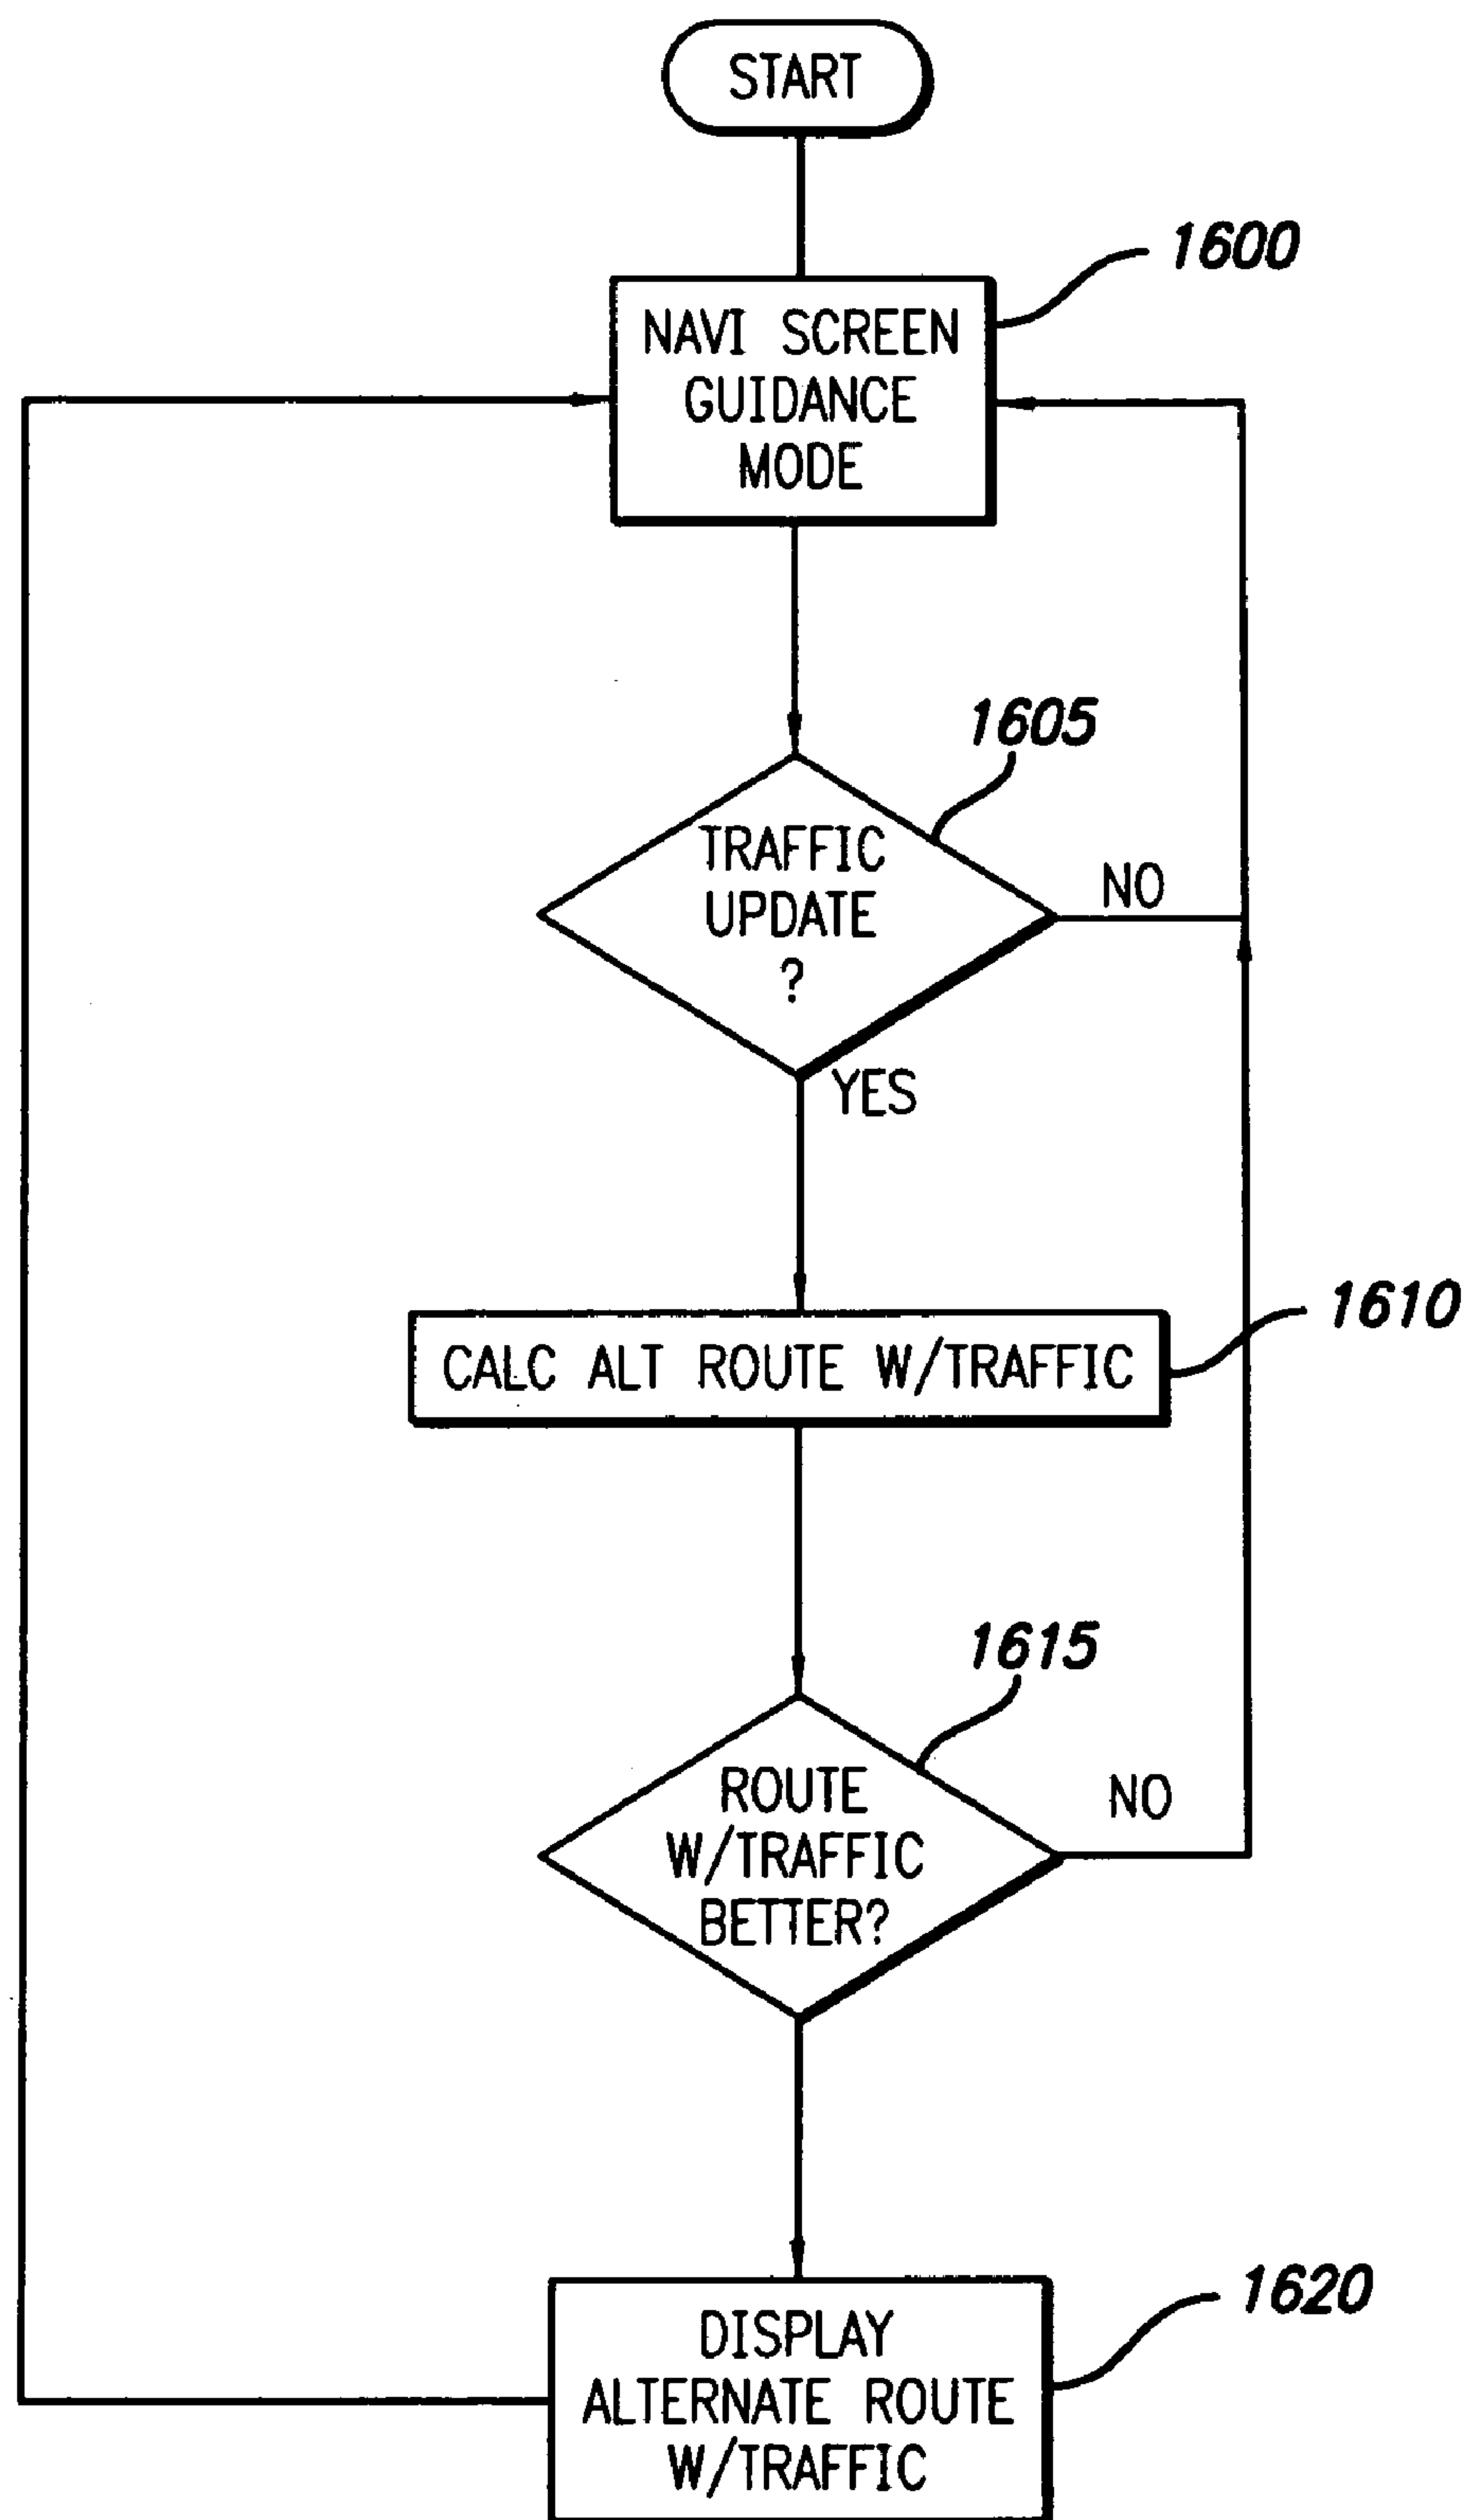 START
1600
NAVI SCREEN
GUIDANCE
MODE
1605
TRAFFIC
UPDATE
?
NO
YES
1610
CALC ALT ROUTE W/TRAFFIC
1615
ROUTE
W/TRAFFIC
BETTER?
NO
1620
DISPLAY
ALTERNATE ROUTE
W/TRAFFIC